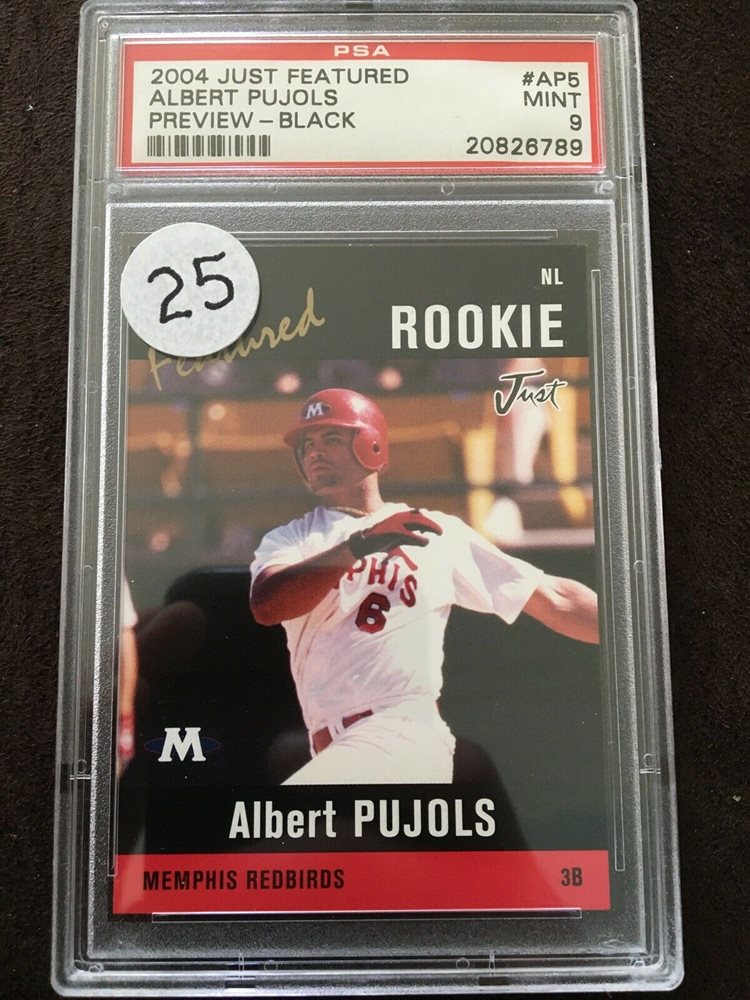 PSA
2004 JUST FEATURED #AP5
ALBERT PUJOLS MINT
PREVIEW - BLACK 9
20826789
25
NL
Featured ROOKIE
Just
M
PHIS
6
M
Albert PUJOLS
MEMPHIS REDBIRDS 3B